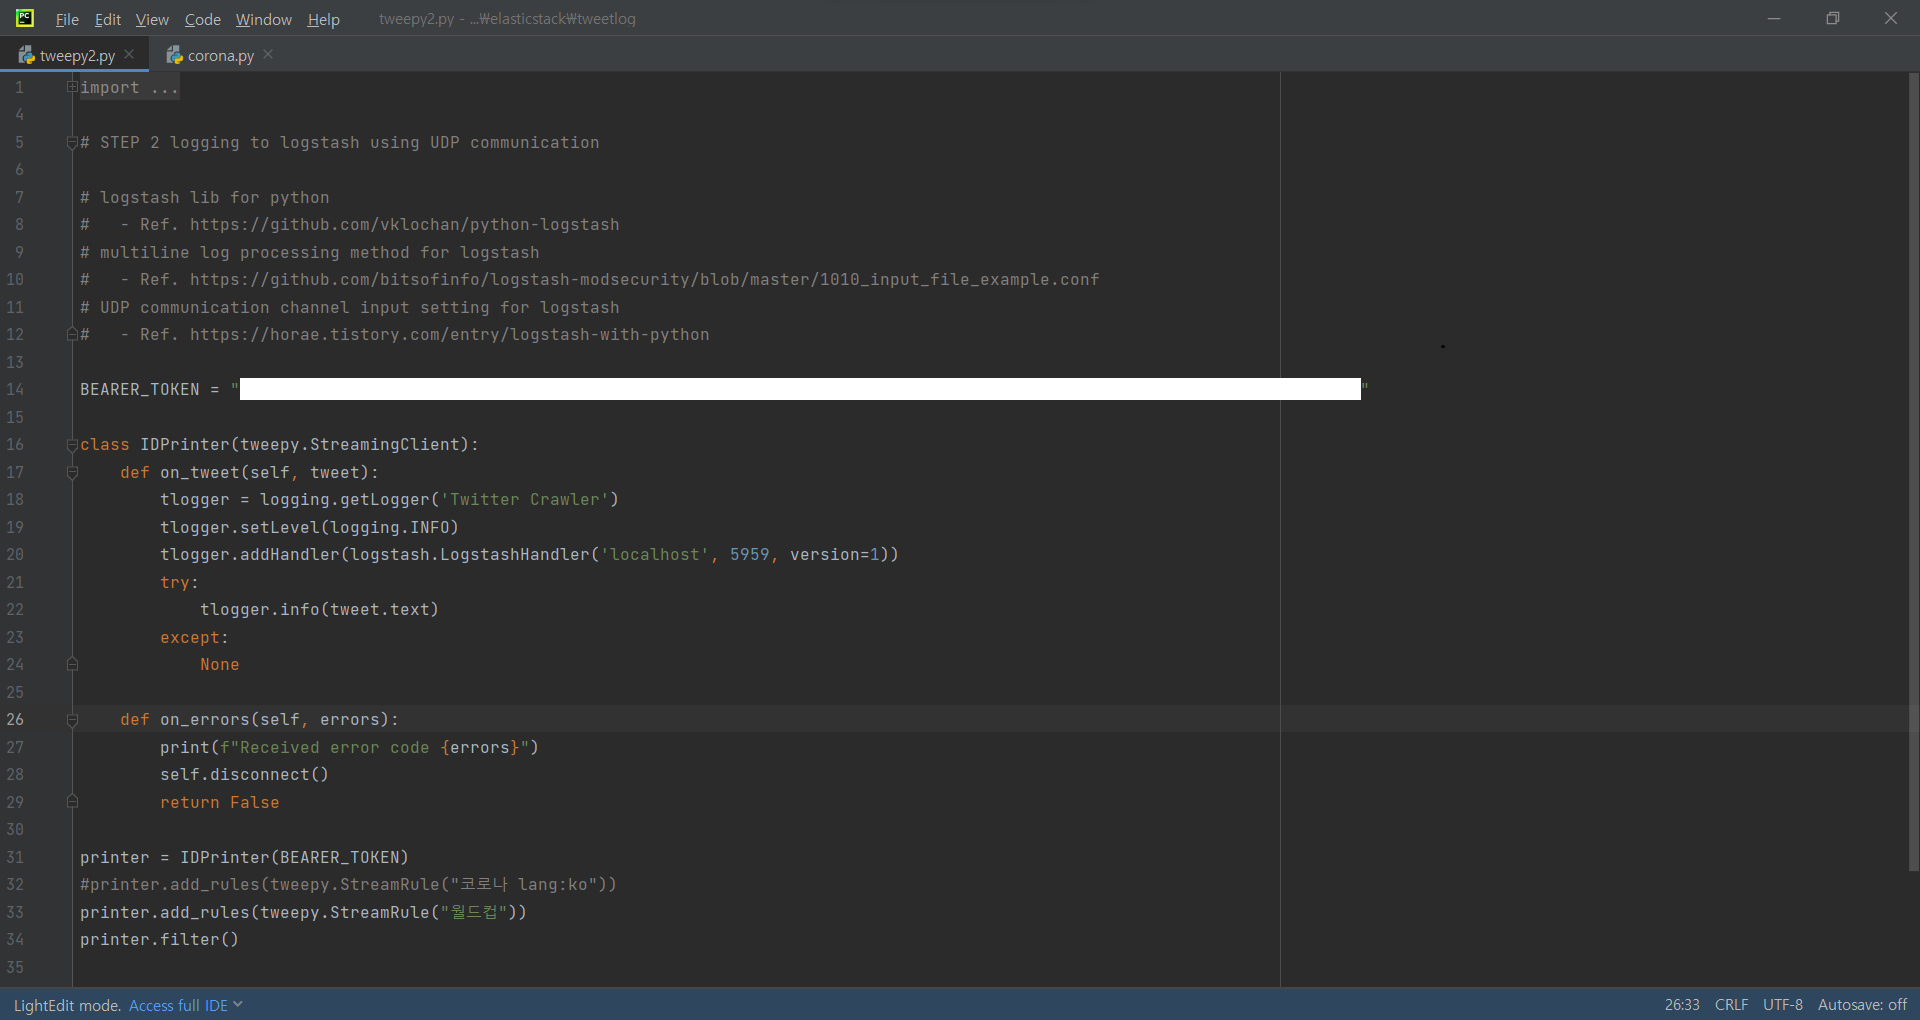 PC
File Edit View Code Window Help tweepy2.py - ...₩elasticstack₩tweetlog
tweepy2.py corona.py
1 import ...
4
5 # STEP 2 logging to logstash using UDP communication
6
7 # logstash lib for python
8 #   - Ref. https://github.com/vklochan/python-logstash
9 # multiline log processing method for logstash
10 #   - Ref. https://github.com/bitsofinfo/logstash-modsecurity/blob/master/1010_input_file_example.conf
11 # UDP communication channel input setting for logstash
12 #   - Ref. https://horae.tistory.com/entry/logstash-with-python
13
14 BEARER_TOKEN = " "
15
16 class IDPrinter(tweepy.StreamingClient):
17     def on_tweet(self, tweet):
18         tlogger = logging.getLogger('Twitter Crawler')
19         tlogger.setLevel(logging.INFO)
20         tlogger.addHandler(logstash.LogstashHandler('localhost', 5959, version=1))
21         try:
22             tlogger.info(tweet.text)
23         except:
24             None
25
26     def on_errors(self, errors):
27         print(f"Received error code {errors}")
28         self.disconnect()
29         return False
30
31 printer = IDPrinter(BEARER_TOKEN)
32 #printer.add_rules(tweepy.StreamRule("코로나 lang:ko"))
33 printer.add_rules(tweepy.StreamRule("월드컵"))
34 printer.filter()
35
LightEdit mode. Access full IDE 26:33 CRLF UTF-8 Autosave: off